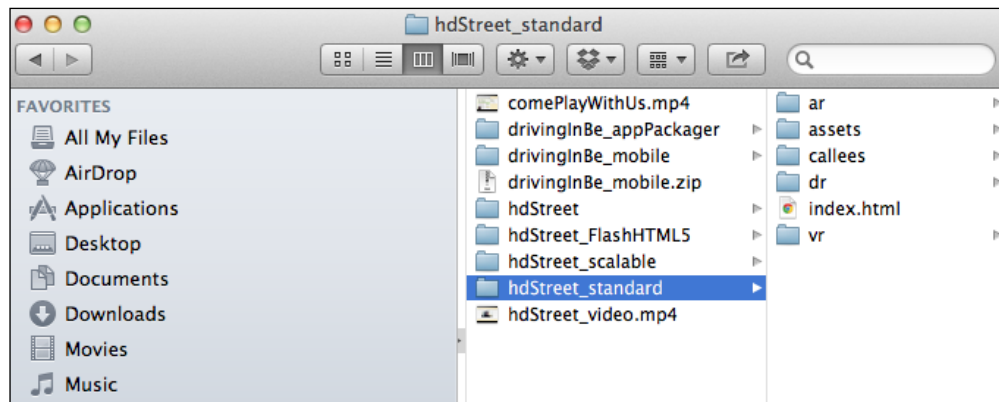 hdStreet_standard
FAVORITES
All My Files
AirDrop
Applications
Desktop
Documents
Downloads
Movies
Music
comePlayWithUs.mp4
drivingInBe_appPackager
drivingInBe_mobile
drivingInBe_mobile.zip
hdStreet
hdStreet_FlashHTML5
hdStreet_scalable
hdStreet_standard
hdStreet_video.mp4
ar
assets
callees
dr
index.html
vr